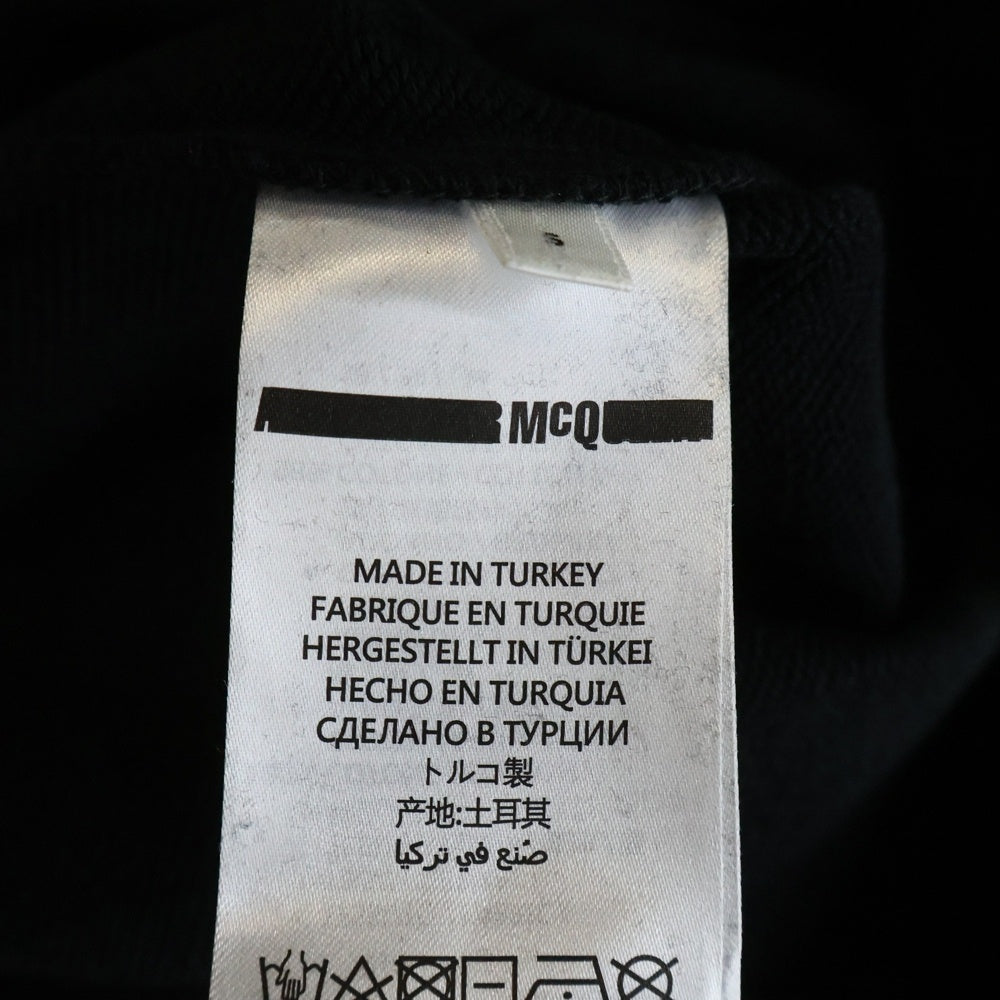 S
McQ
MADE IN TURKEY
FABRIQUE EN TURQUIE
HERGESTELLT IN TÜRKEI
HECHO EN TURQUIA
СДЕЛАНО В ТУРЦИИ
トルコ製
产地:土耳其
صّنع في تركيا